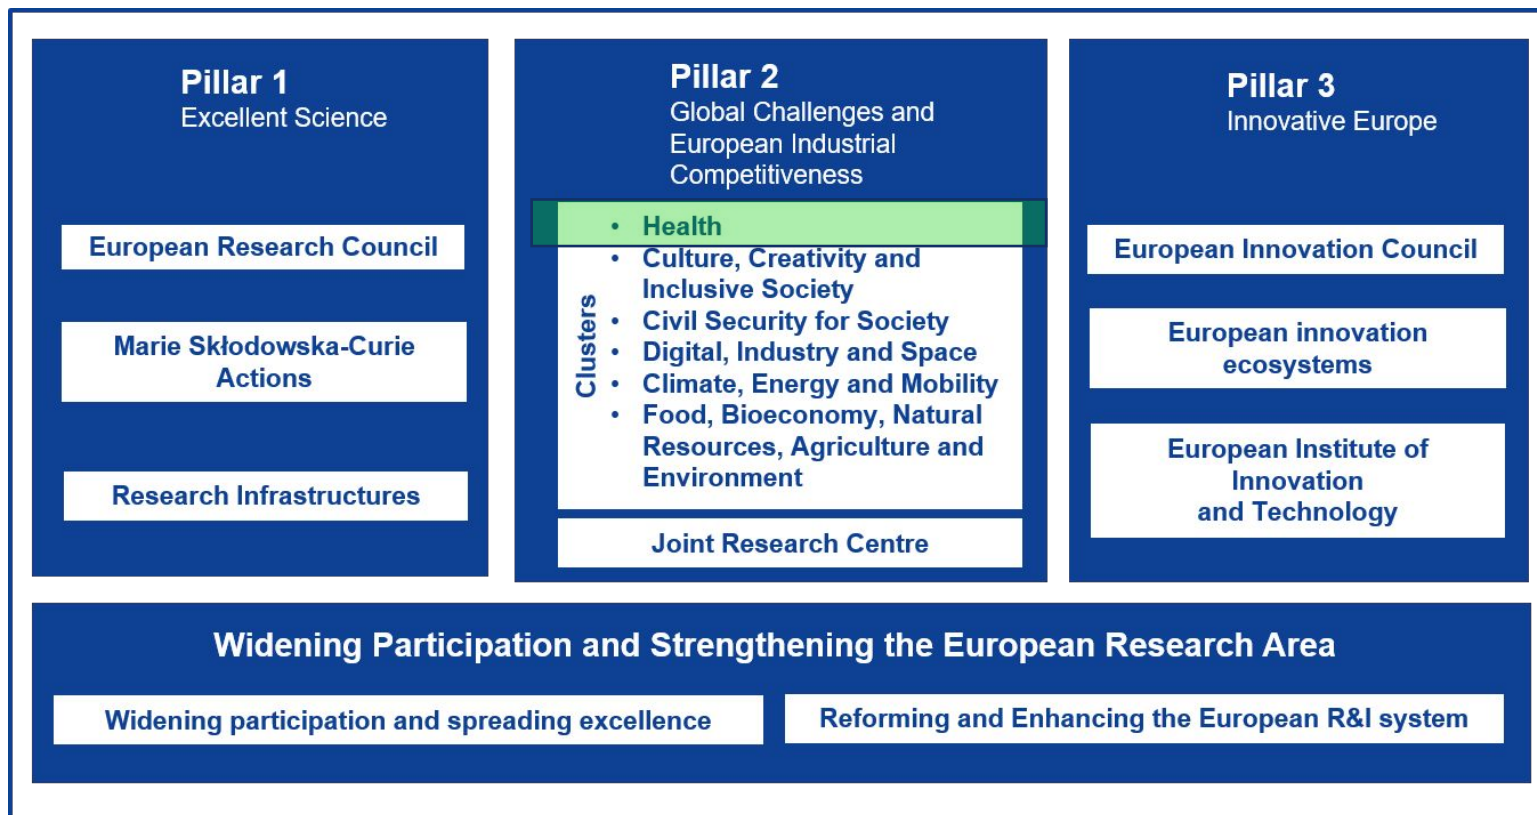 Pillar 1
Excellent Science
European Research Council
Marie Skłodowska-Curie
Actions
Research Infrastructures
Pillar 2
Global Challenges and
European Industrial
Competitiveness
Clusters
• Health
• Culture, Creativity and
Inclusive Society
• Civil Security for Society
• Digital, Industry and Space
• Climate, Energy and Mobility
• Food, Bioeconomy, Natural
Resources, Agriculture and
Environment
Joint Research Centre
Pillar 3
Innovative Europe
European Innovation Council
European innovation
ecosystems
European Institute of
Innovation
and Technology
Widening Participation and Strengthening the European Research Area
Widening participation and spreading excellence
Reforming and Enhancing the European R&I system